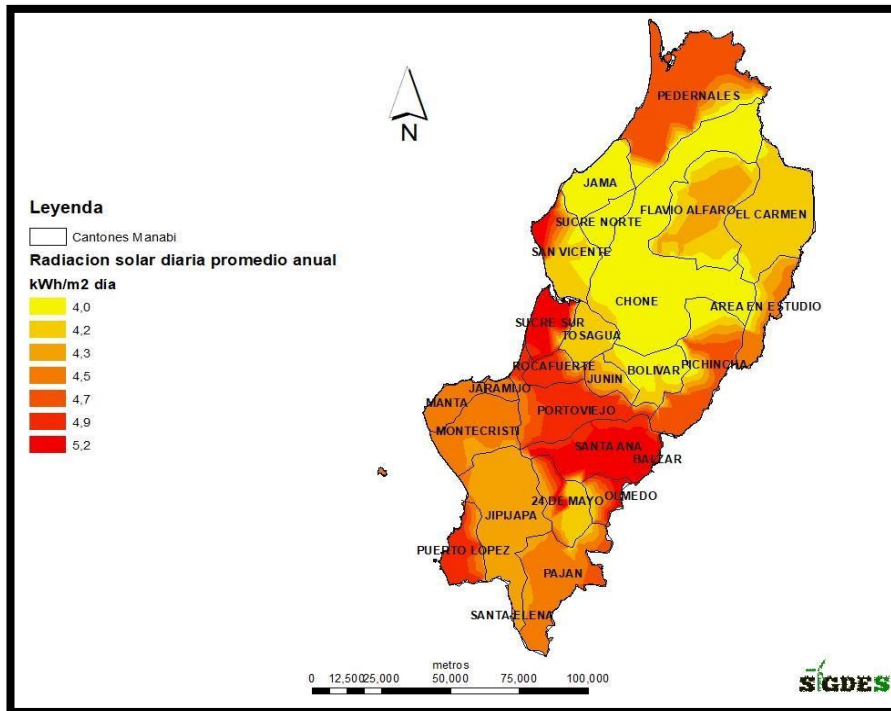 PEDERNALES
N
JAMA
Leyenda
FLAVIO ALFARO
EL CARMEN
SUCRE NORTE
Cantones Manabi
SAN VICENTE
Radiacion solar diaria promedio anual
kWh/m2 día
4,0
4,2
4,3
4,5
4,7
4,9
5,2
CHONE
AREA EN ESTUDIO
SUCRE SUR
TOSAGUA
ROCAFUERTE
PICHINCHA
BOLIVAR
JUNIN
JARAMIJO
MANTA
PORTOVIEJO
MONTECRISTI
SANTA ANA
BALZAR
24 DE MAYO
OLMEDO
JIPIJAPA
PUERTO LOPEZ
PAJAN
SANTA ELENA
metros
0 12,50025,000 50,000 75,000 100,000
SIGDES